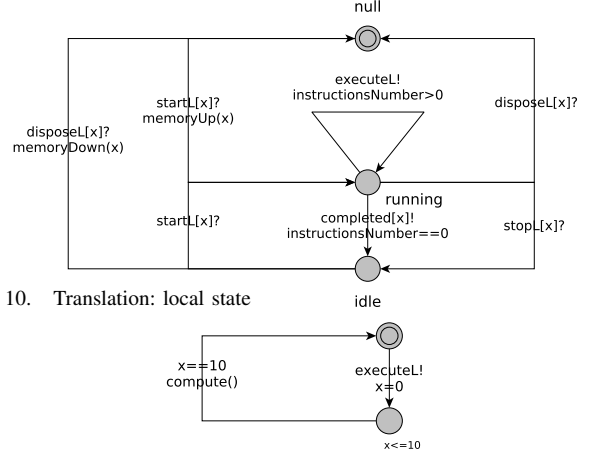 null
executeL!
instructionsNumber>0
startL[x]?
memoryUp(x)
disposeL[x]?
disposeL[x]?
memoryDown(x)
running
startL[x]?
completed[x]!
instructionsNumber==0
stopL[x]?
10. Translation: local state
idle
x==10
compute()
executeL!
x=0
x<=10